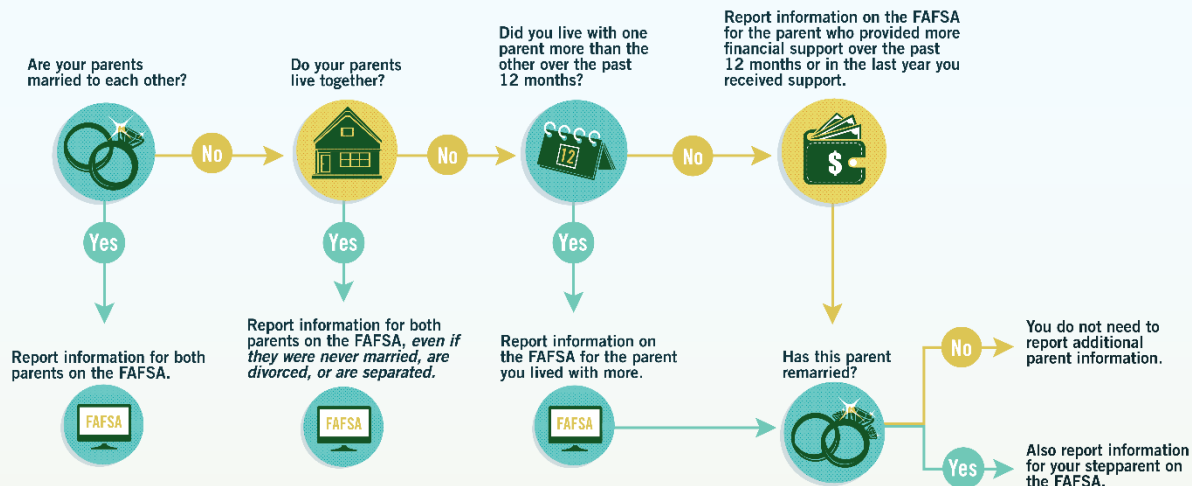 Are your parents
married to each other?
No
Yes
Report information for both
parents on the FAFSA.
FAFSA
Do your parents
live together?
No
Yes
Report information for both
parents on the FAFSA, even if
they were never married, are
divorced, or are separated.
FAFSA
Did you live with one
parent more than the
other over the past
12 months?
12
No
Yes
Report information on
the FAFSA for the parent
you lived with more.
FAFSA
Report information on the FAFSA
for the parent who provided more
financial support over the past
12 months or in the last year you
received support.
$
Has this parent
remarried?
No
You do not need to
report additional
parent information.
Yes
Also report information
for your stepparent on
the FAFSA.